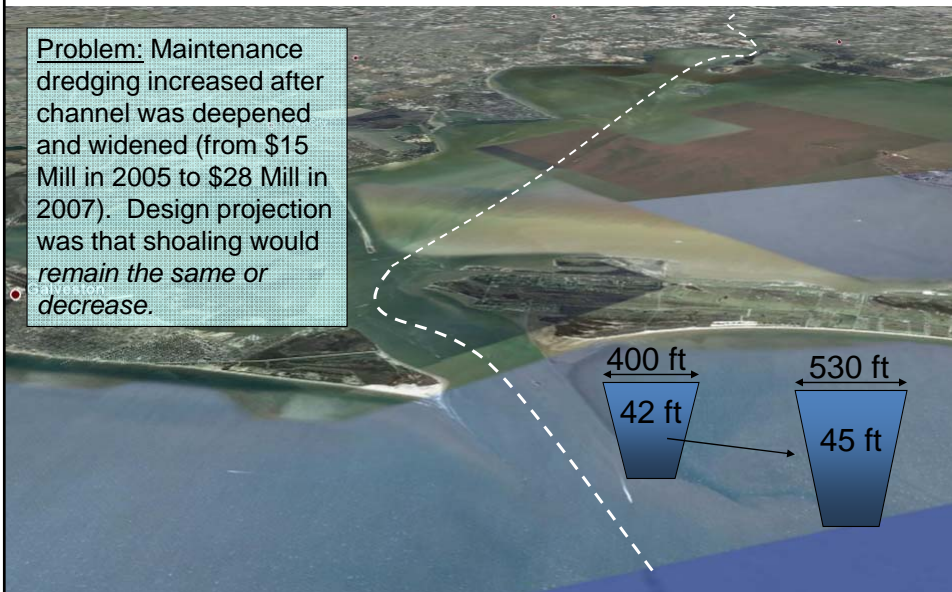 Problem: Maintenance
dredging increased after
channel was deepened
and widened (from $15
Mill in 2005 to $28 Mill in
2007). Design projection
was that shoaling would
remain the same or
decrease.
Galveston
400 ft
42 ft
530 ft
45 ft